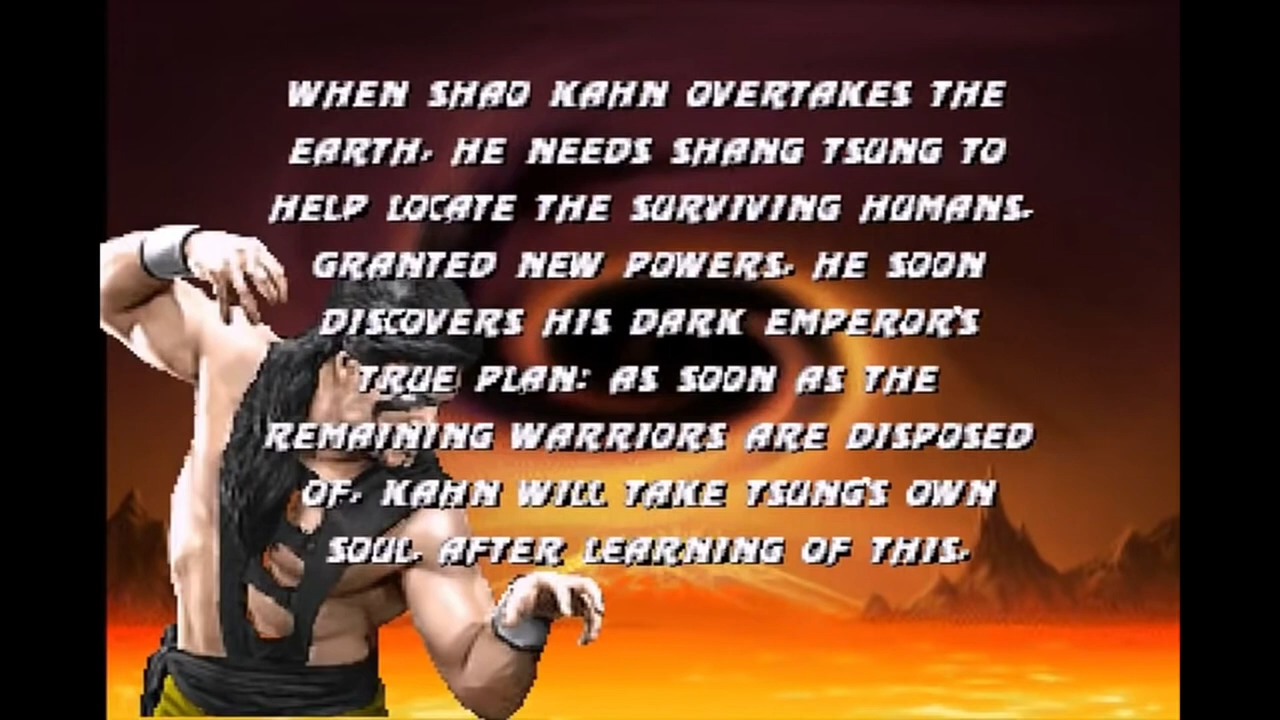 WHEN SHAO KAHN OVERTAKES THE
EARTH, HE NEEDS SHANG TSUNG TO
HELP LOCATE THE SURVIVING HUMANS.
GRANTED NEW POWERS, HE SOON
DISCOVERS HIS DARK EMPEROR'S
TRUE PLAN: AS SOON AS THE
REMAINING WARRIORS ARE DISPOSED
OF, KAHN WILL TAKE TSUNG'S OWN
SOUL. AFTER LEARNING OF THIS,